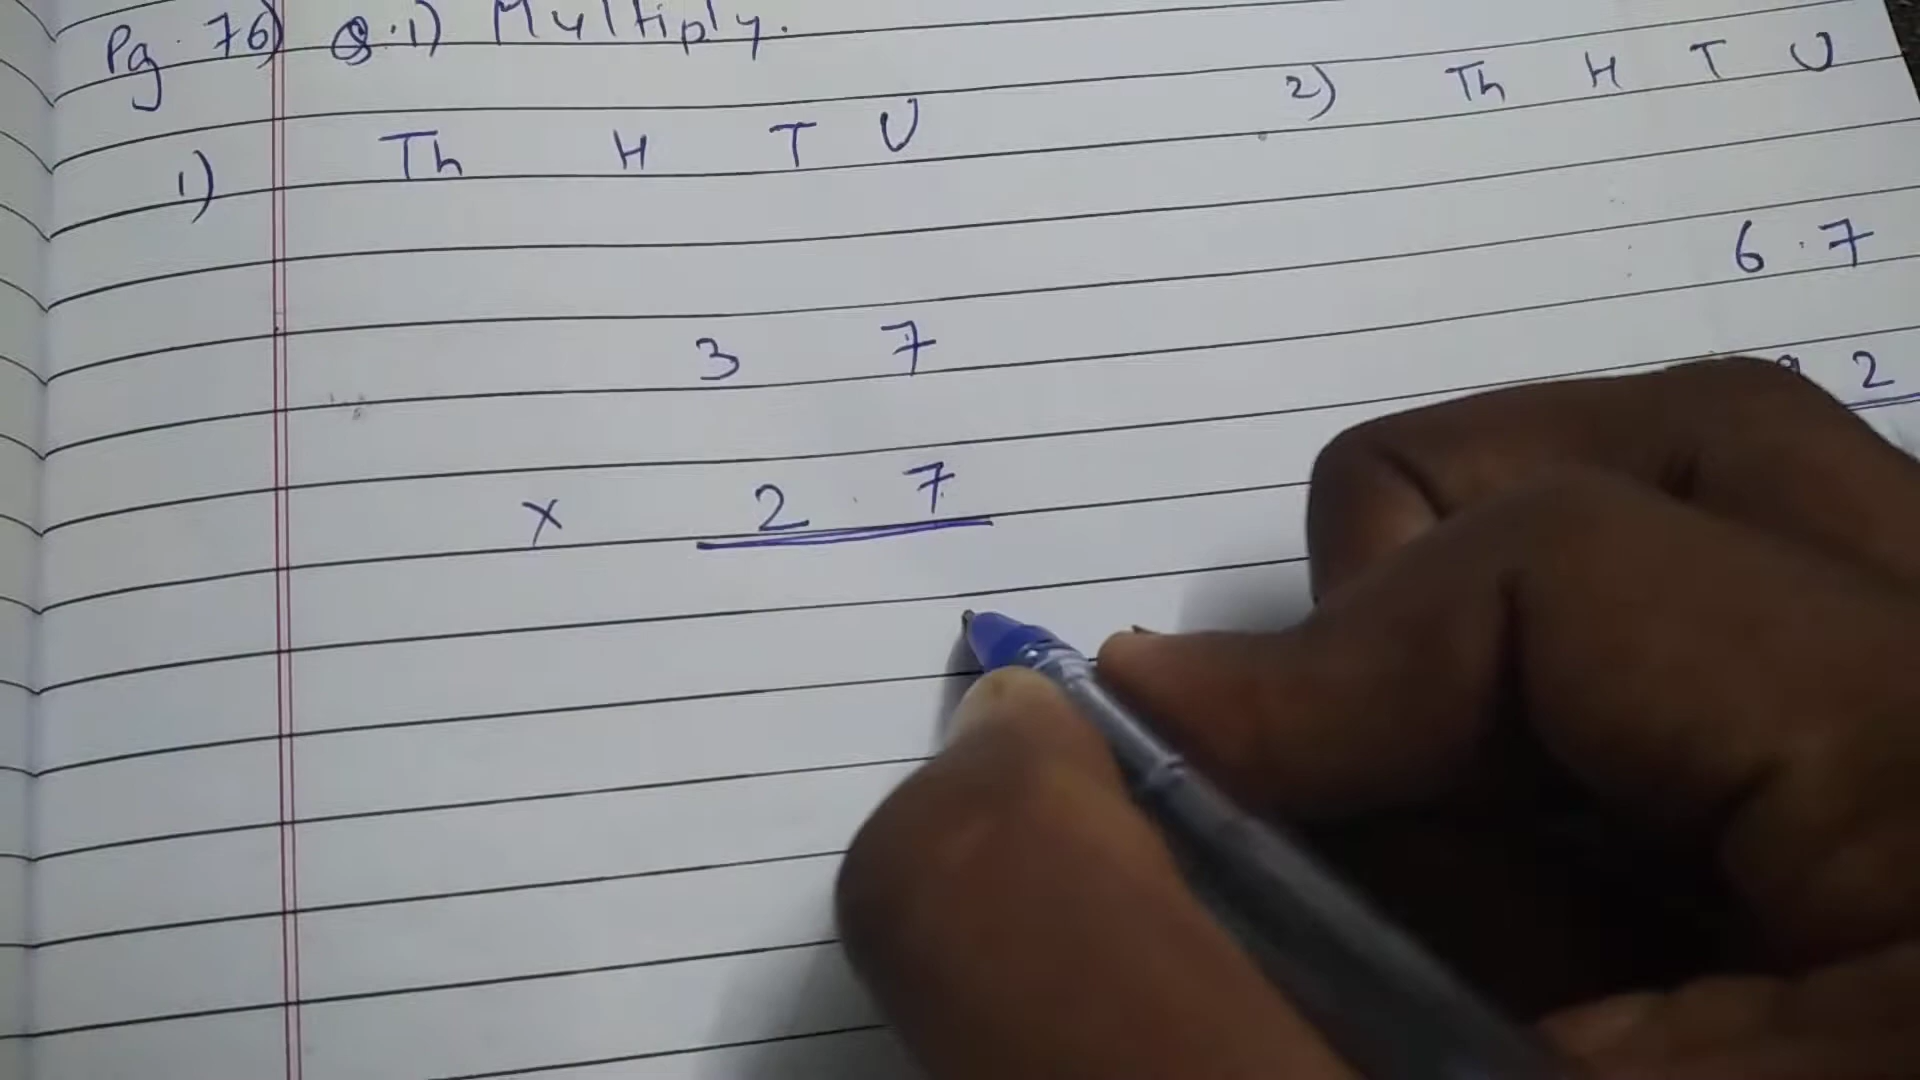 Pg. 76) Q.1) Multiply.
1) Th H T U
3 7
x 2 7
2) Th H T U
6 7
2